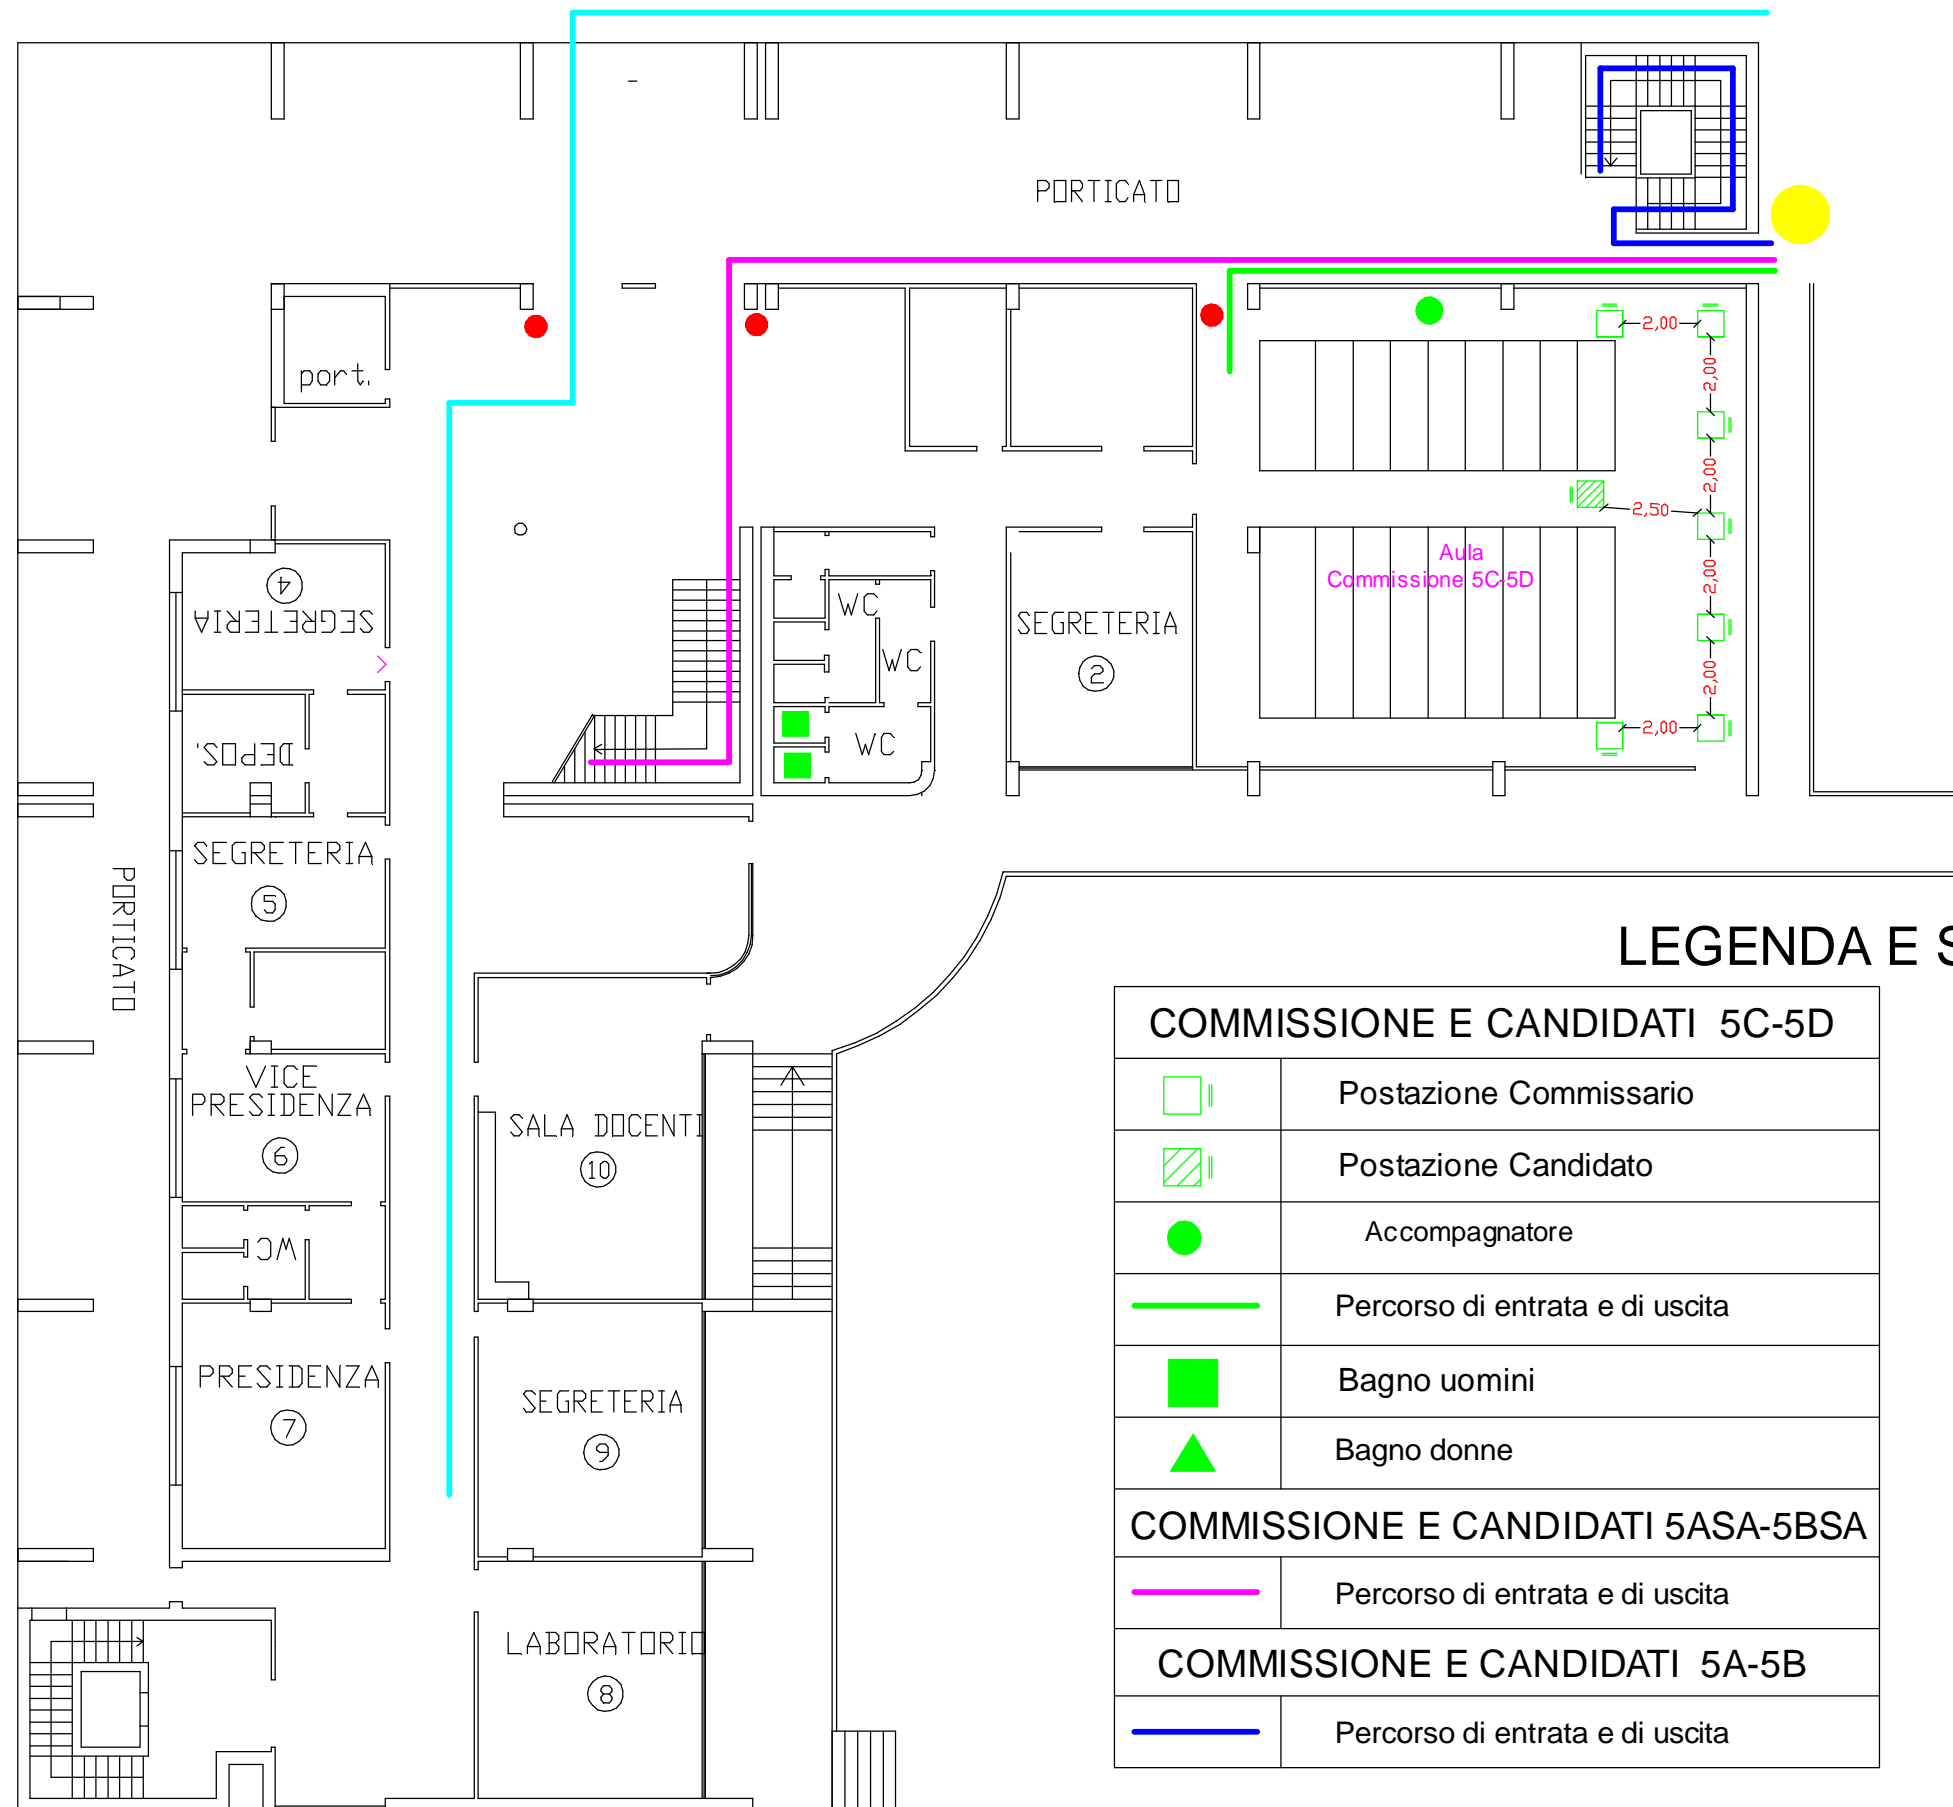 PORTICATO
port.
2,00
2,00
2,00
2,50
2,00
2,00
2,00
Aula
Commissione 5C-5D
4
SEGRETERIA
WC
WC
WC
SEGRETERIA
2
DEPOS.
SEGRETERIA
5
PORTICATO
VICE
PRESIDENZA
6
SALA DOCENTI
10
WC
PRESIDENZA
7
SEGRETERIA
9
LABORATORIO
8
LEGENDA E S
COMMISSIONE E CANDIDATI 5C-5D
Postazione Commissario
Postazione Candidato
Accompagnatore
Percorso di entrata e di uscita
Bagno uomini
Bagno donne
COMMISSIONE E CANDIDATI 5ASA-5BSA
Percorso di entrata e di uscita
COMMISSIONE E CANDIDATI 5A-5B
Percorso di entrata e di uscita